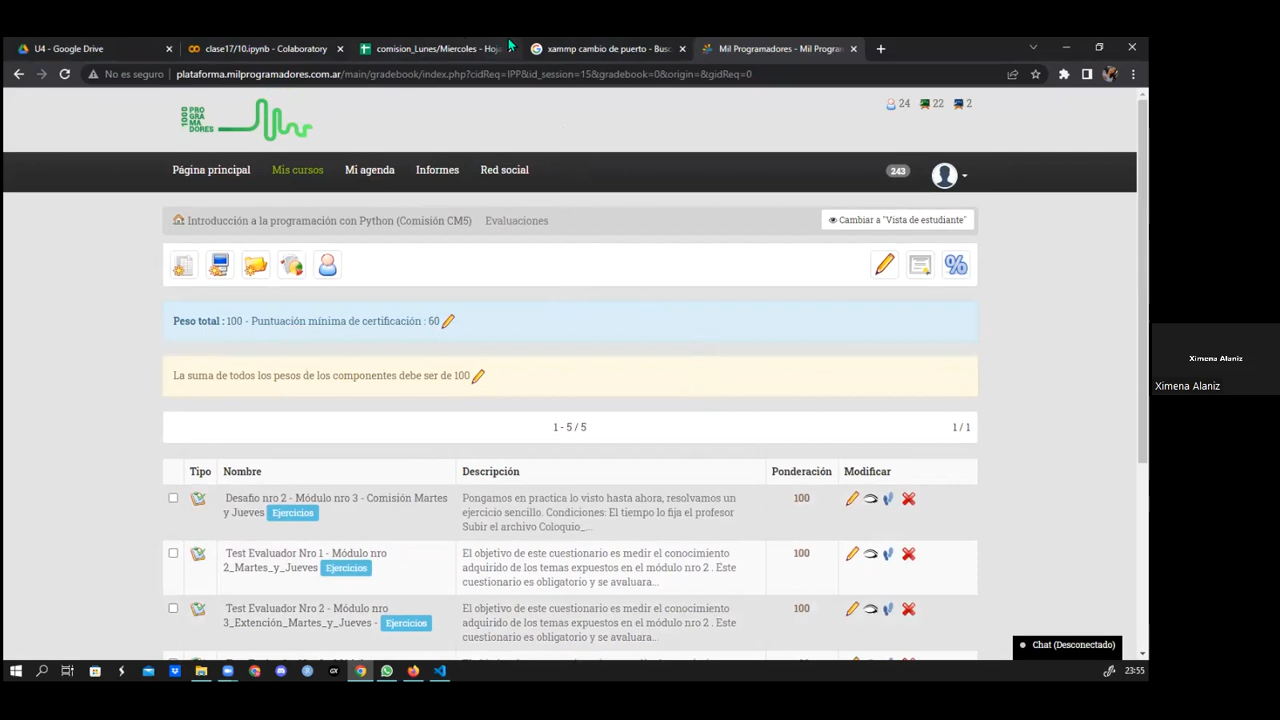 U4 - Google Drive
clase17/10.ipynb - Colaboratory
comision_Lunes/Miercoles - Hoja
xammp cambio de puerto - Busc
Mil Programadores - Mil Program
No es seguro
plataforma.milprogramadores.com.ar/main/gradebook/index.php?cidReq=IPP&id_session=15&gradebook=0&origin=&gidReq=0
1000
PRO
GRA
MA
DORES
24
22
2
Página principal
Mis cursos
Mi agenda
Informes
Red social
243
Introducción a la programación con Python (Comisión CM5)
Evaluaciones
Cambiar a "Vista de estudiante"
Peso total : 100 - Puntuación mínima de certificación : 60
La suma de todos los pesos de los componentes debe ser de 100
1 - 5 / 5
1 / 1
Tipo
Nombre
Descripción
Ponderación
Modificar
Desafio nro 2 - Módulo nro 3 - Comisión Martes
y Jueves Ejercicios
Pongamos en practica lo visto hasta ahora, resolvamos un
ejercicio sencillo. Condiciones: El tiempo lo fija el profesor
Subir el archivo Coloquio_...
100
Test Evaluador Nro 1 - Módulo nro
2_Martes_y_Jueves Ejercicios
El objetivo de este cuestionario es medir el conocimiento
adquirido de los temas expuestos en el módulo nro 2 . Este
cuestionario es obligatorio y se evaluara...
100
Test Evaluador Nro 2 - Módulo nro
3_Extención_Martes_y_Jueves - Ejercicios
El objetivo de este cuestionario es medir el conocimiento
adquirido de los temas expuestos en el módulo nro 3 . Este
cuestionario es obligatorio y se evaluara...
100
Chat (Desconectado)
23:55
Ximena Alaniz
Ximena Alaniz